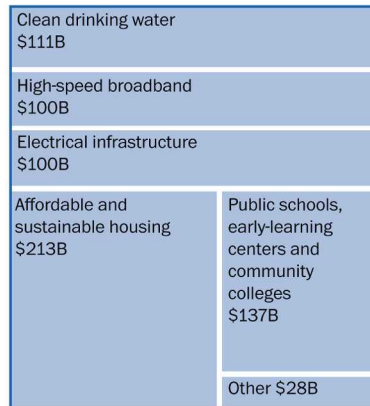 Clean drinking water
$111B
High-speed broadband
$100B
Electrical infrastructure
$100B
Affordable and
sustainable housing
$213B
Public schools,
early-learning
centers and
community
colleges
$137B
Other $28B